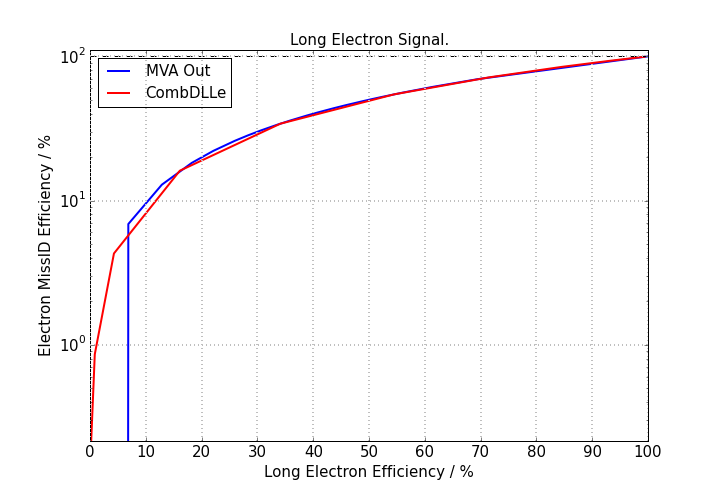 Long Electron Signal.
MVA Out
CombDLLe
Electron MissID Efficiency / %
10²
10¹
10⁰
0 10 20 30 40 50 60 70 80 90 100
Long Electron Efficiency / %